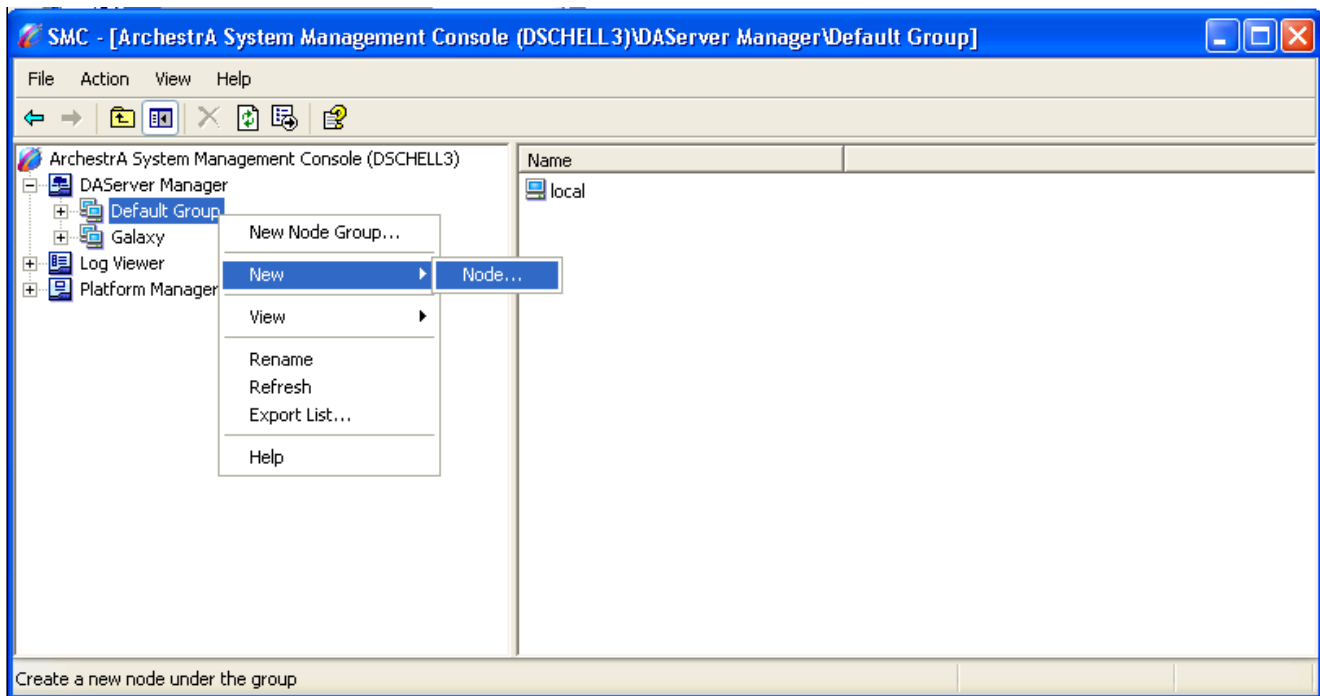 SMC - [ArchestrA System Management Console (DSCHELL3)\DAServer Manager\Default Group]
File Action View Help
ArchestrA System Management Console (DSCHELL3)
DAServer Manager
Default Group
Galaxy
Log Viewer
Platform Manager
New Node Group...
New
Node...
View
Rename
Refresh
Export List...
Help
Name
local
Create a new node under the group